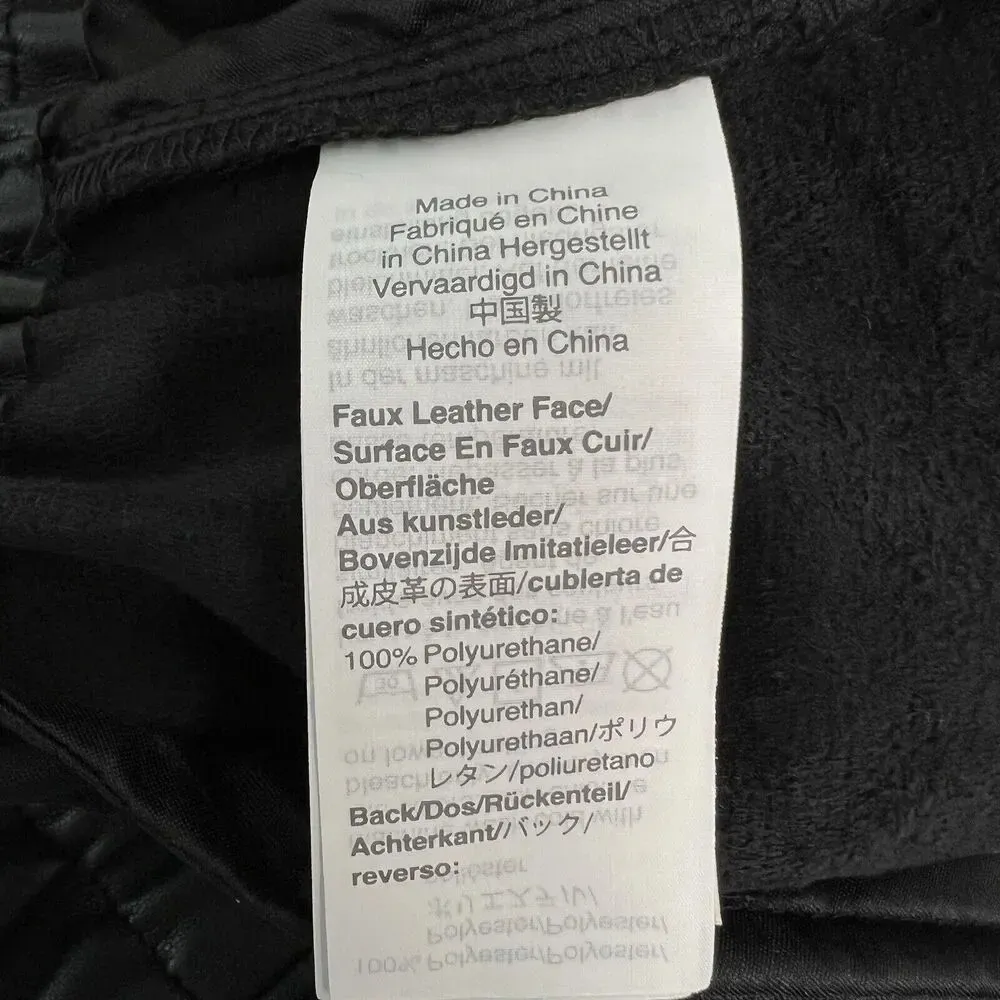 Made in China
Fabriqué en Chine
in China Hergestellt
Vervaardigd in China
中国製
Hecho en China
Faux Leather Face/
Surface En Faux Cuir/
Oberfläche
Aus kunstleder/
Bovenzijde Imitatieleer/合
成皮革の表面/cublerta de
cuero sintético:
100% Polyurethane/
Polyuréthane/
Polyurethan/
Polyurethaan/ポリウ
レタン/poliuretano
Back/Dos/Rückenteil/
Achterkant/バック/
reverso: